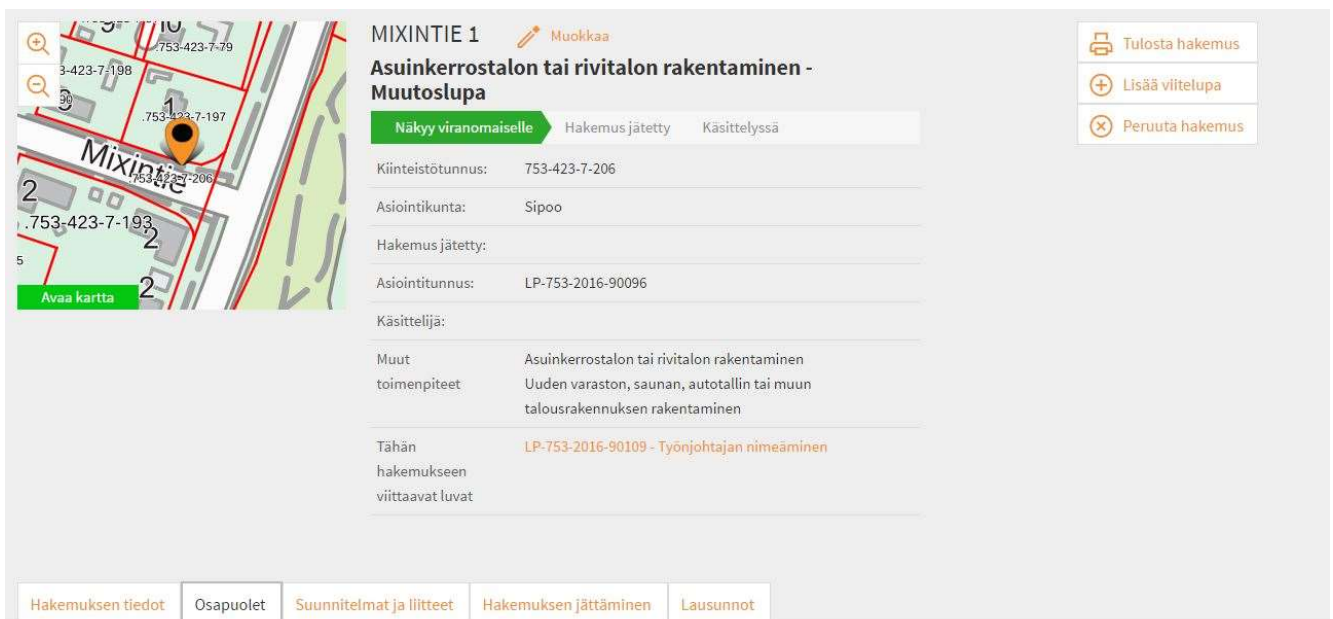 10
.753-423-7-79
3-423-7-198
90
1
.753-423-7-197
Mixintie
.753-423-7-206
2
.753-423-7-193
2
5
2
Avaa kartta
MIXINTIE 1
Muokkaa
Asuinkerrostalon tai rivitalon rakentaminen -
Muutoslupa
Näkyy viranomaiselle
Hakemus jätetty
Käsittelyssä
Kiinteistötunnus:
753-423-7-206
Asiointikunta:
Sipoo
Hakemus jätetty:
Asiointitunnus:
LP-753-2016-90096
Käsittelijä:
Muut
toimenpiteet
Asuinkerrostalon tai rivitalon rakentaminen
Uuden varaston, saunan, autotallin tai muun
talousrakennuksen rakentaminen
Tähän
hakemukseen
viittaavat luvat
LP-753-2016-90109 - Työnjohtajan nimeäminen
Tulosta hakemus
Lisää viitelupa
Peruuta hakemus
Hakemuksen tiedot
Osapuolet
Suunnitelmat ja liitteet
Hakemuksen jättäminen
Lausunnot